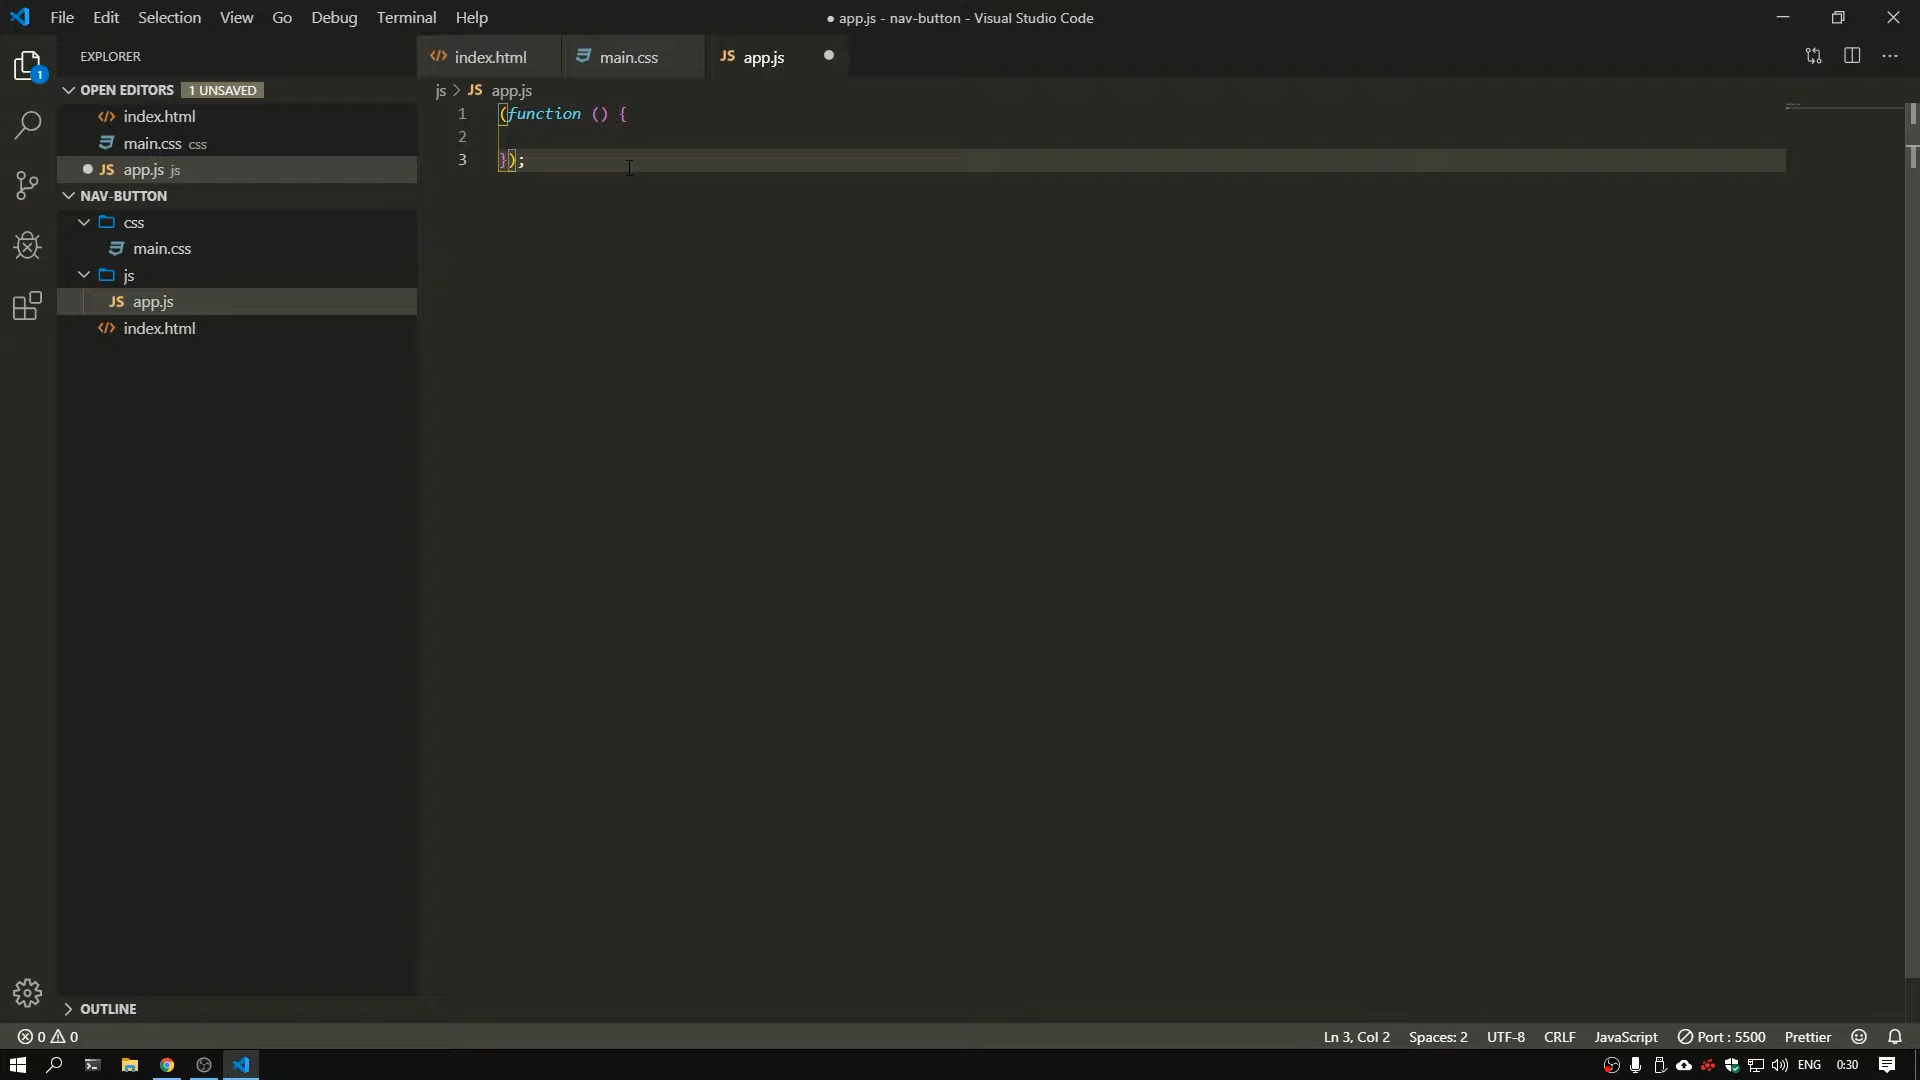 File Edit Selection View Go Debug Terminal Help
● app.js - nav-button - Visual Studio Code
1
EXPLORER
OPEN EDITORS 1 UNSAVED
index.html
main.css css
JS app.js js
NAV-BUTTON
css
main.css
js
JS app.js
index.html
OUTLINE
index.html
main.css
JS app.js
js > JS app.js
1 (function () {
2
3 });
0 0
Ln 3, Col 2 Spaces: 2 UTF-8 CRLF JavaScript Port : 5500 Prettier
ENG 0:30